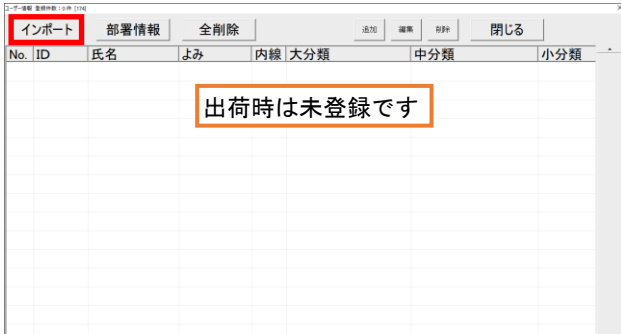 ユーザー情報 登録件数：0件 [174]
インポート 部署情報 全削除 追加 編集 削除 閉じる
No. ID 氏名 よみ 内線 大分類 中分類 小分類
出荷時は未登録です